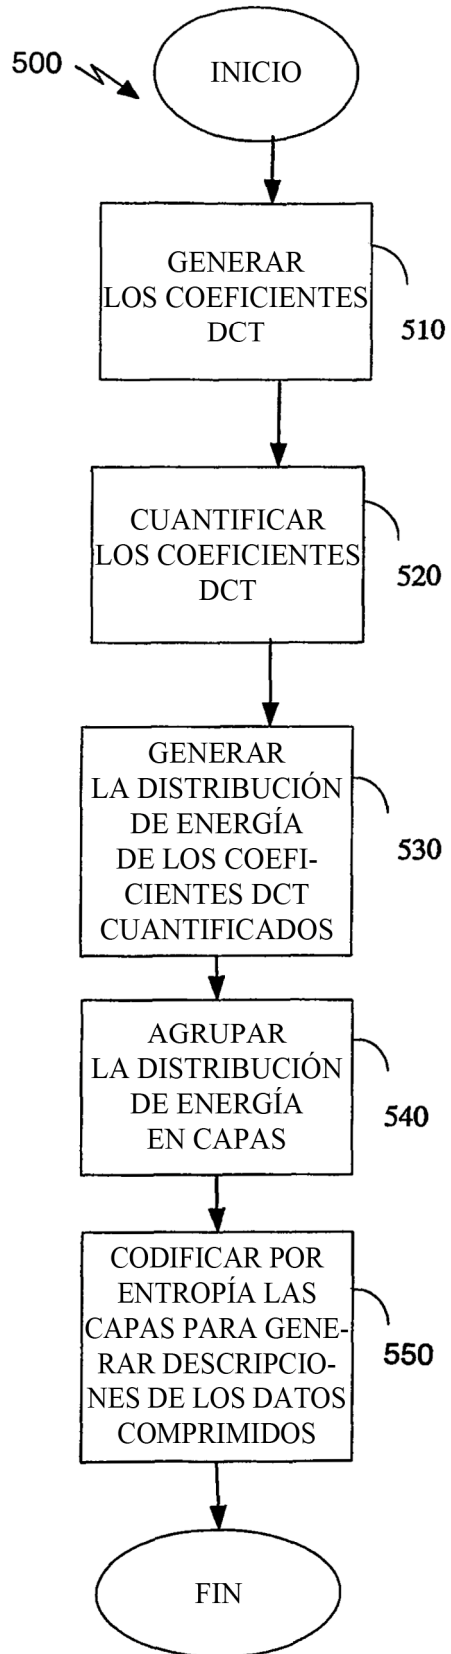 500
INICIO
GENERAR
LOS COEFICIENTES
DCT
510
CUANTIFICAR
LOS COEFICIENTES
DCT
520
GENERAR
LA DISTRIBUCIÓN
DE ENERGÍA
DE LOS COEFI-
CIENTES DCT
CUANTIFICADOS
530
AGRUPAR
LA DISTRIBUCIÓN
DE ENERGÍA
EN CAPAS
540
CODIFICAR POR
ENTROPÍA LAS
CAPAS PARA GENE-
RAR DESCRIPCIO-
NES DE LOS DATOS
COMPRIMIDOS
550
FIN